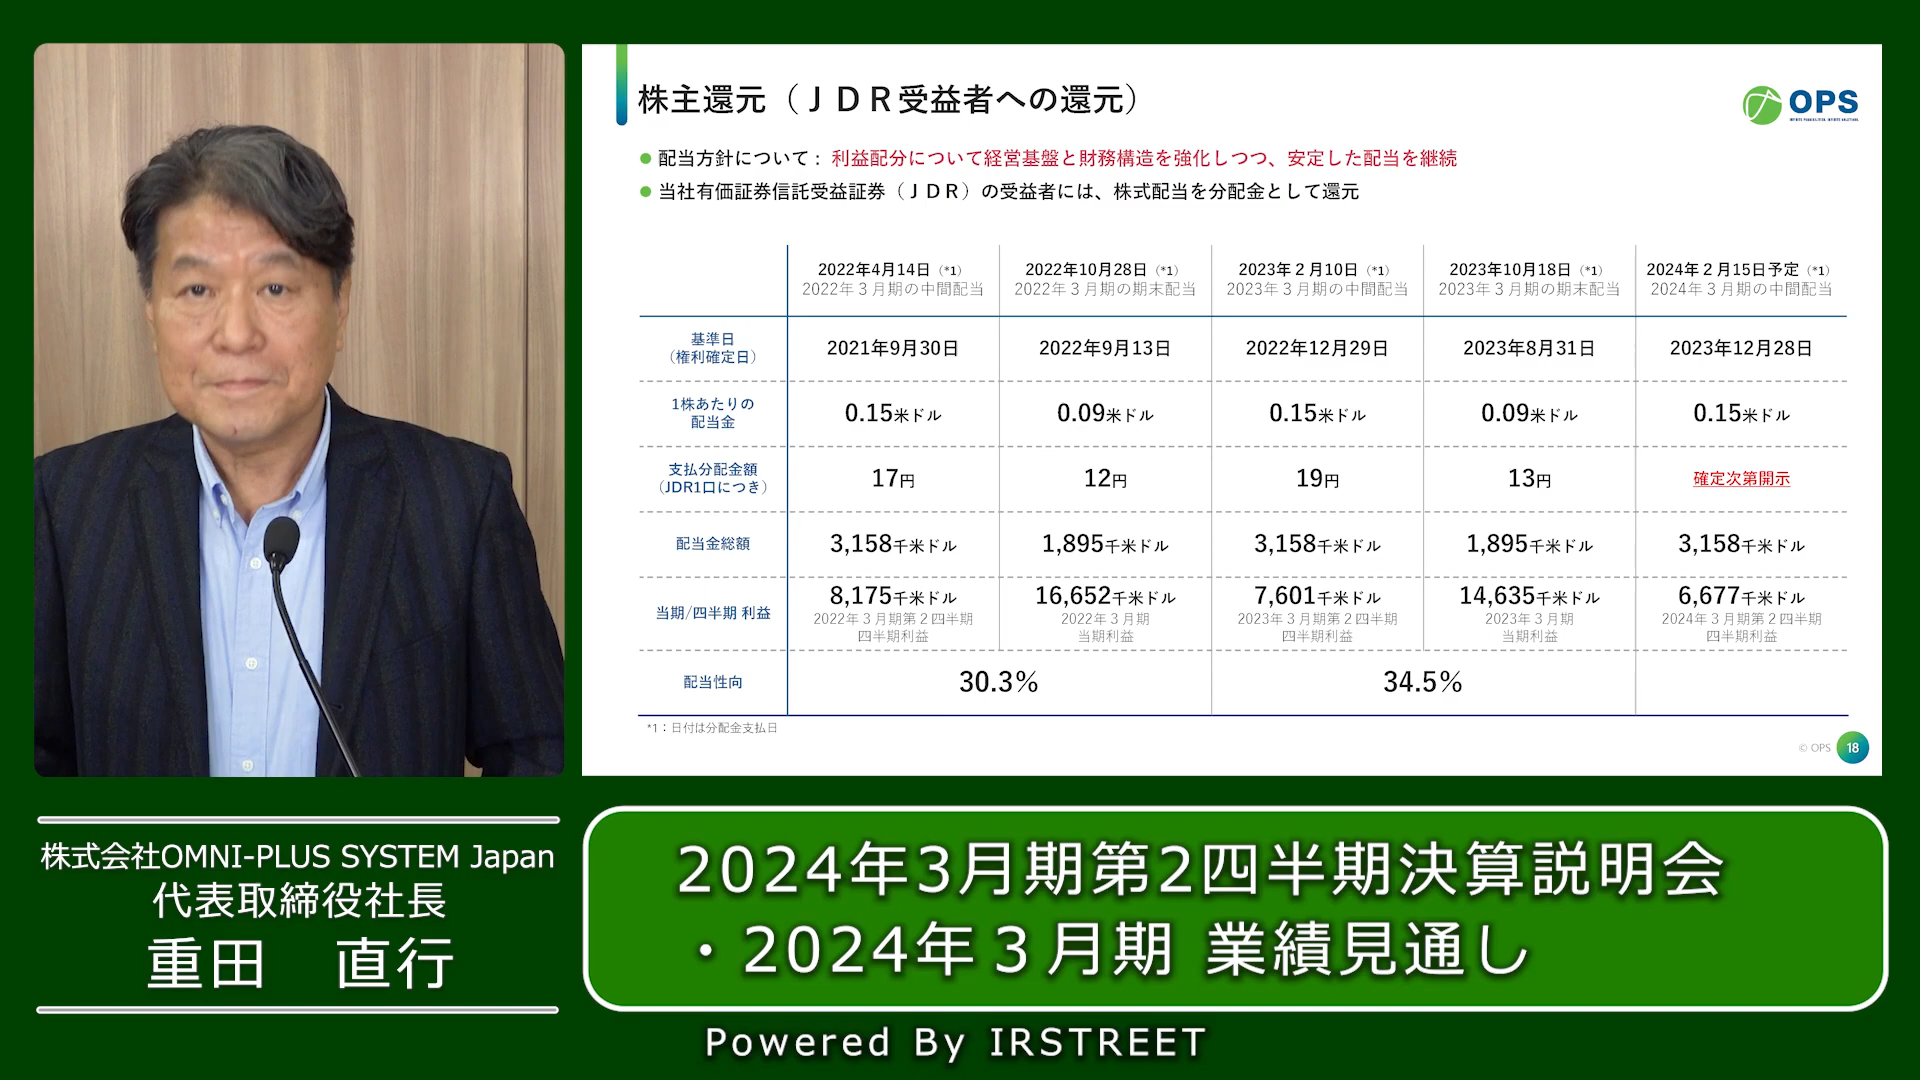 株主還元（ＪＤＲ受益者への還元）
OPS
配当方針について： 利益配分について経営基盤と財務構造を強化しつつ、安定した配当を継続
当社有価証券信託受益証券（ＪＤＲ）の受益者には、株式配当を分配金として還元
2022年4月14日（*1） 2022年10月28日（*1） 2023年２月10日（*1） 2023年10月18日（*1） 2024年２月15日予定（*1）
2022年３月期の中間配当 2022年３月期の期末配当 2023年３月期の中間配当 2023年３月期の期末配当 2024年３月期の中間配当
基準日
（権利確定日）
2021年9月30日 2022年9月13日 2022年12月29日 2023年8月31日 2023年12月28日
1株あたりの
配当金
0.15米ドル 0.09米ドル 0.15米ドル 0.09米ドル 0.15米ドル
支払分配金額
（JDR1口につき）
17円 12円 19円 13円 確定次第開示
配当金総額 3,158千米ドル 1,895千米ドル 3,158千米ドル 1,895千米ドル 3,158千米ドル
当期/四半期 利益
8,175千米ドル 16,652千米ドル 7,601千米ドル 14,635千米ドル 6,677千米ドル
2022年３月期第２四半期 2022年３月期 2023年３月期第２四半期 2023年３月期 2024年３月期第２四半期
四半期利益 当期利益 四半期利益 当期利益 四半期利益
配当性向 30.3% 34.5%
*1：日付は分配金支払日
© OPS 18
株式会社OMNI-PLUS SYSTEM Japan
代表取締役社長
重田　直行
2024年3月期第2四半期決算説明会
・2024年３月期 業績見通し
Powered By IRSTREET